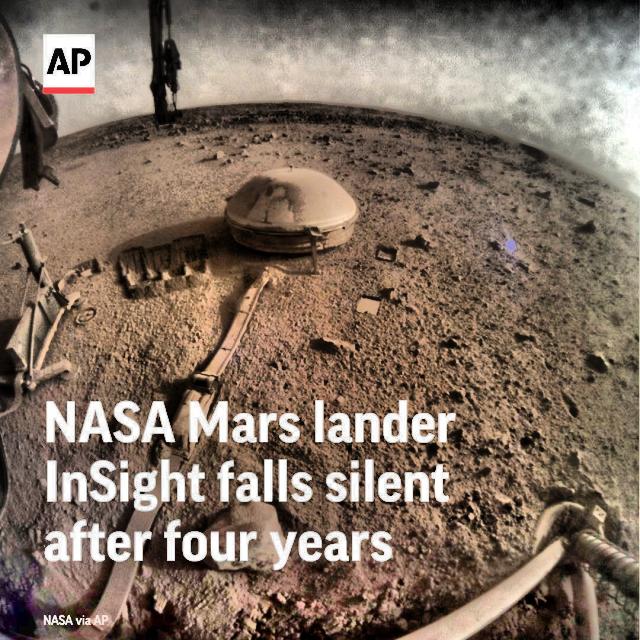 AP
NASA Mars lander
InSight falls silent
after four years
NASA via AP